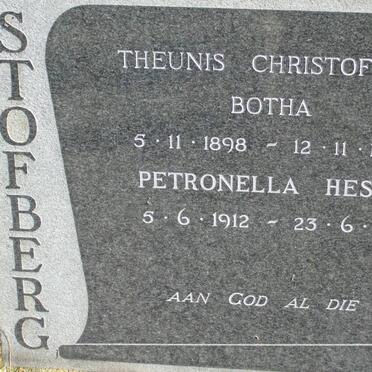 STOFBERG
THEUNIS CHRISTOF
BOTHA
5 · 11 · 1898 ~ 12 · 11 ·
PETRONELLA HES
5 · 6 · 1912 ~ 23 · 6 ·
AAN GOD AL DIE